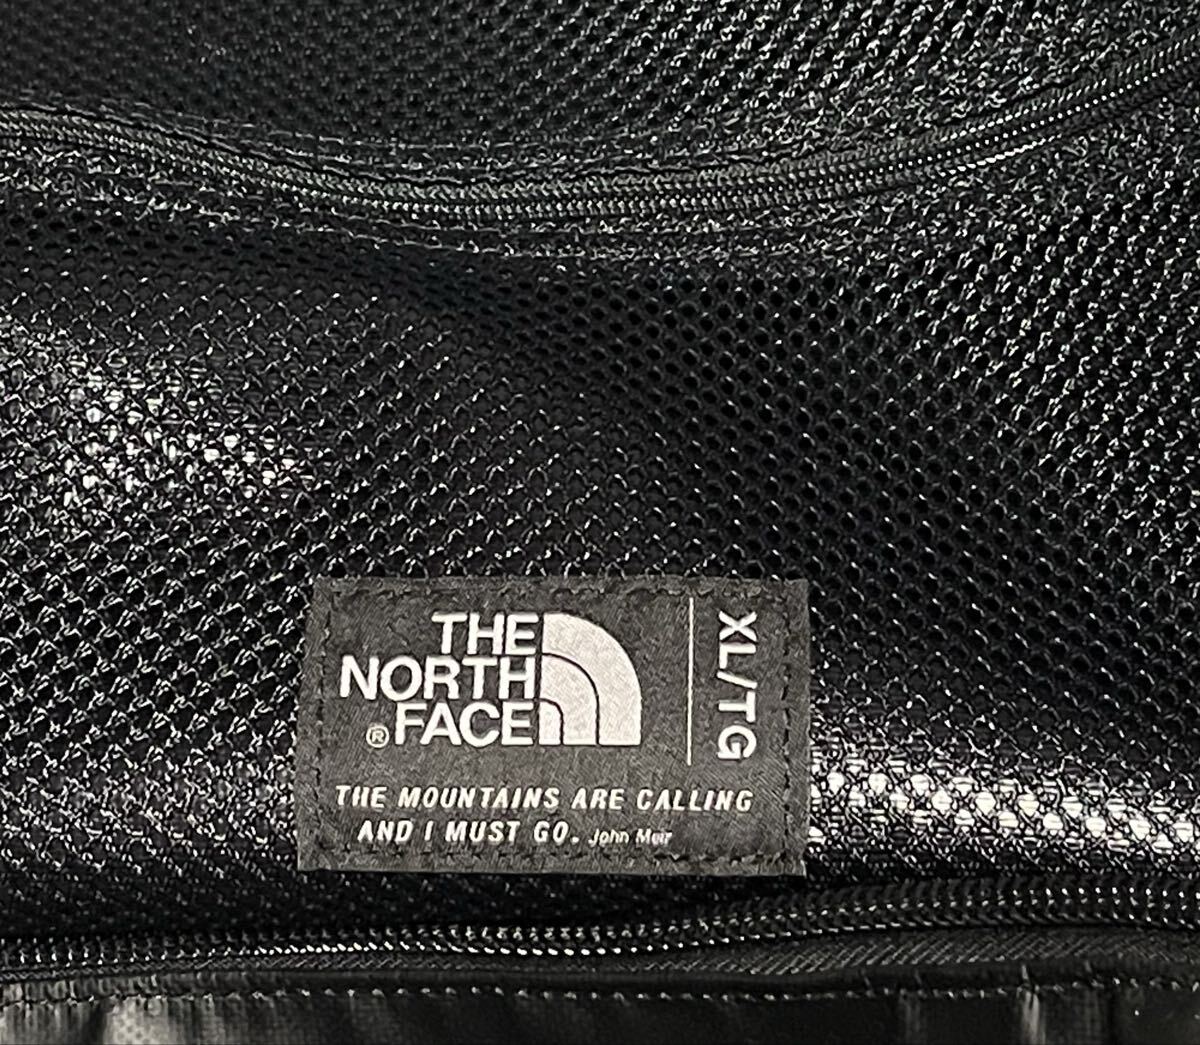 THE
NORTH
®FACE
XL/TG
THE MOUNTAINS ARE CALLING
AND I MUST GO. John Muir